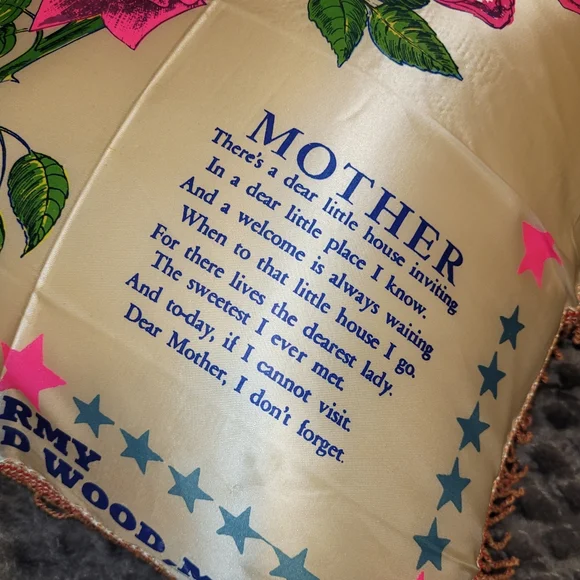 MOTHER
There's a dear little house inviting
In a dear little place I know.
And a welcome is always waiting
When to that little house I go.
For there lives the dearest lady.
The sweetest I ever met.
And to-day, if I cannot visit.
Dear Mother, I don't forget.
WOOD